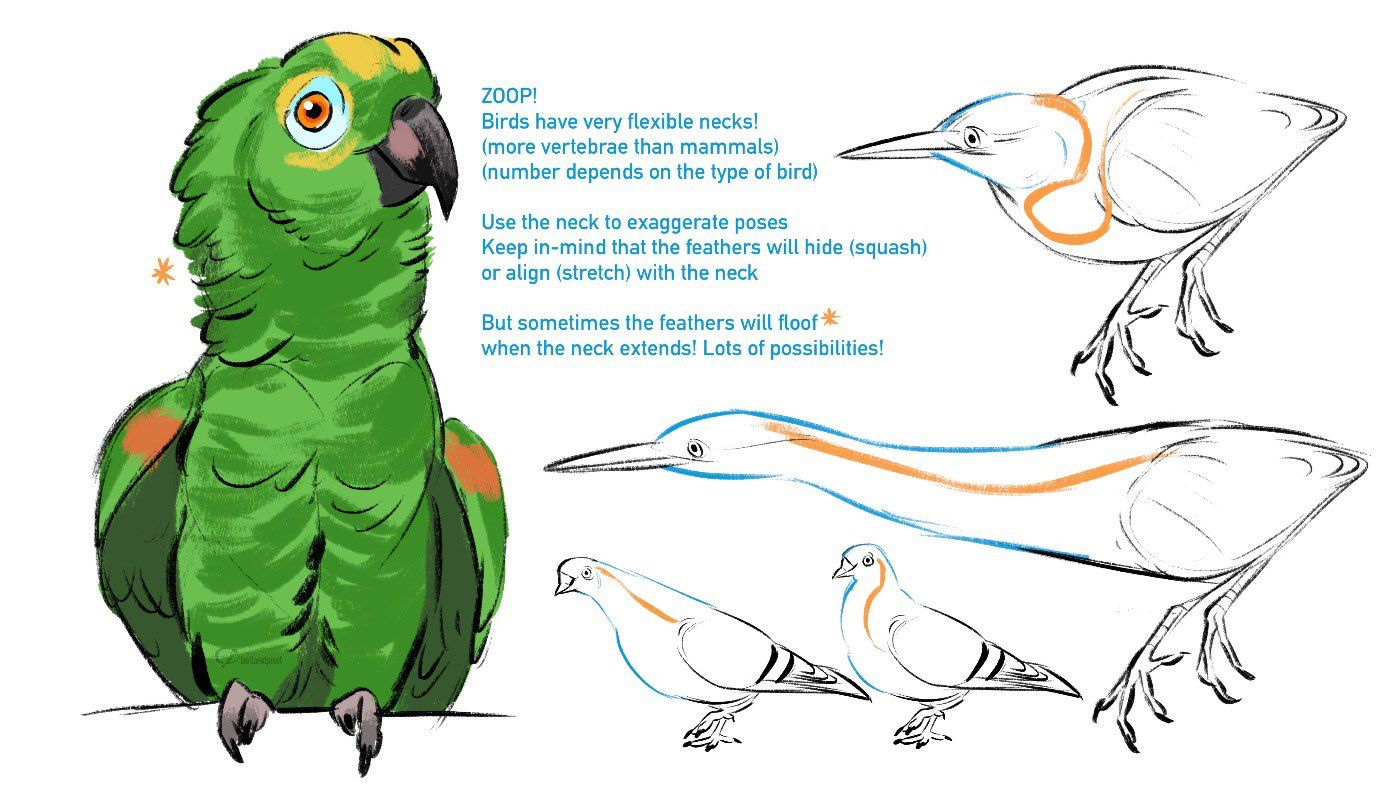 ZOOP!
Birds have very flexible necks!
(more vertebrae than mammals)
(number depends on the type of bird)
Use the neck to exaggerate poses
Keep in-mind that the feathers will hide (squash)
or align (stretch) with the neck
But sometimes the feathers will floof*
when the neck extends! Lots of possibilities!
*
boltandpixel